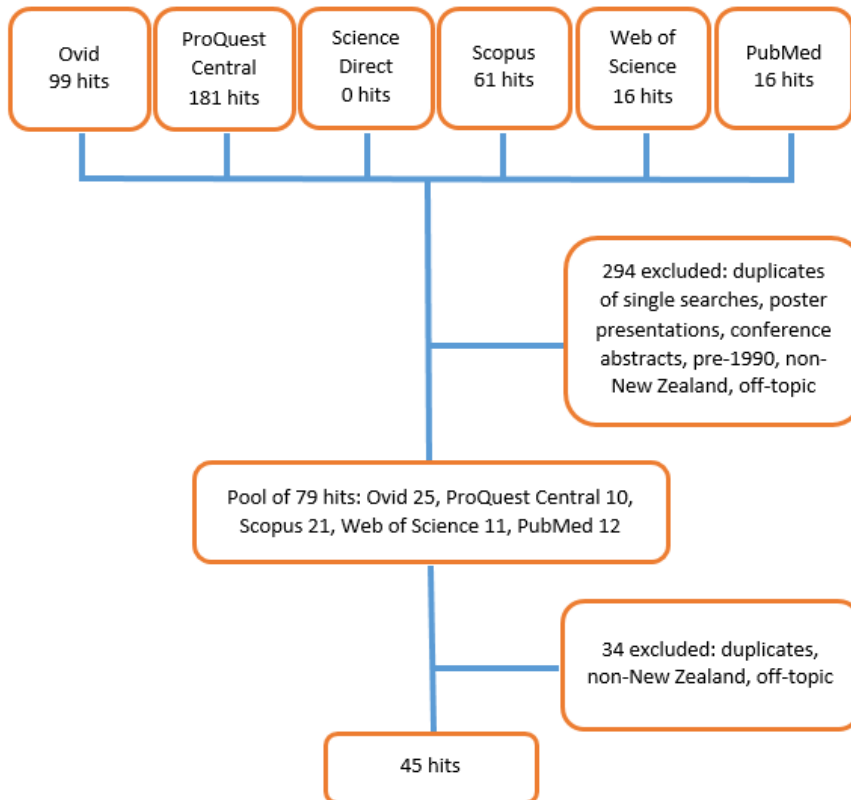 Ovid
99 hits
ProQuest
Central
181 hits
Science
Direct
0 hits
Scopus
61 hits
Web of
Science
16 hits
PubMed
16 hits
294 excluded: duplicates
of single searches, poster
presentations, conference
abstracts, pre-1990, non-
New Zealand, off-topic
Pool of 79 hits: Ovid 25, ProQuest Central 10,
Scopus 21, Web of Science 11, PubMed 12
34 excluded: duplicates,
non-New Zealand, off-topic
45 hits